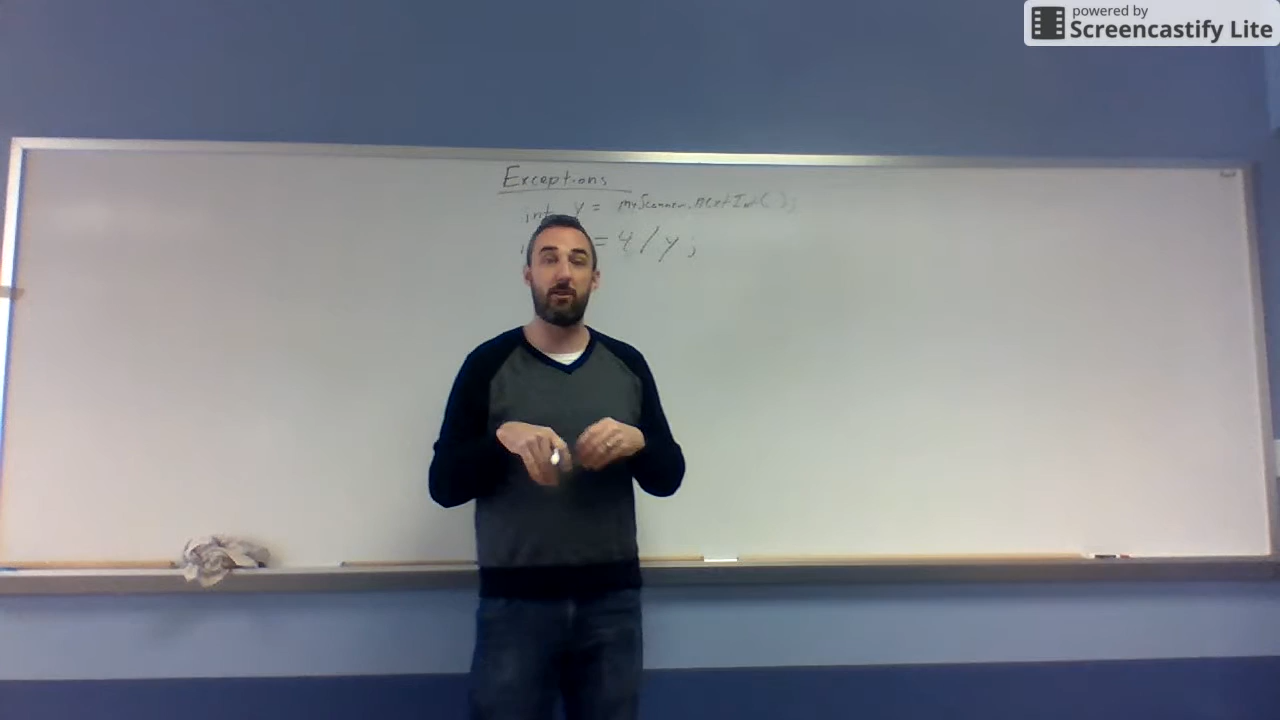 powered by
Screencastify Lite
Exceptions
int y = myScanner.nextInt( );
= 4/y;